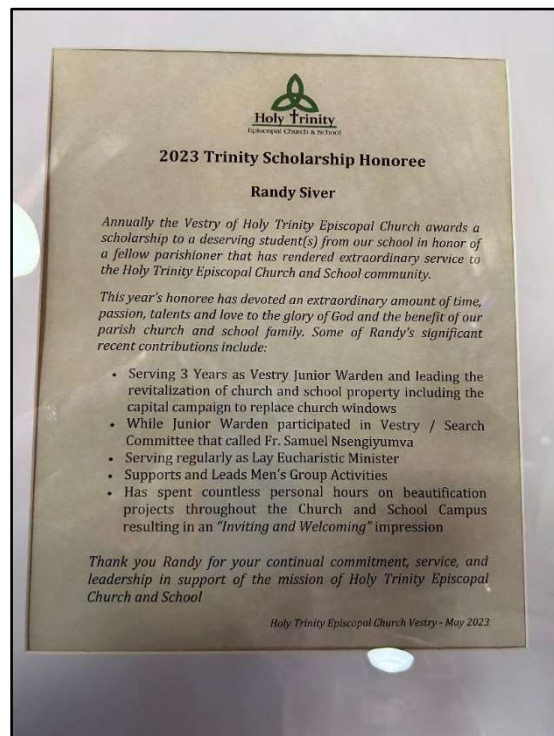 Holy Trinity
Episcopal Church & School
2023 Trinity Scholarship Honoree
Randy Siver
Annually the Vestry of Holy Trinity Episcopal Church awards a
scholarship to a deserving student(s) from our school in honor of
a fellow parishioner that has rendered extraordinary service to
the Holy Trinity Episcopal Church and School community.
This year's honoree has devoted an extraordinary amount of time,
passion, talents and love to the glory of God and the benefit of our
parish church and school family. Some of Randy's significant
recent contributions include:
• Serving 3 Years as Vestry Junior Warden and leading the
revitalization of church and school property including the
capital campaign to replace church windows
• While Junior Warden participated in Vestry / Search
Committee that called Fr. Samuel Nsengiyumva
• Serving regularly as Lay Eucharistic Minister
• Supports and Leads Men's Group Activities
• Has spent countless personal hours on beautification
projects throughout the Church and School Campus
resulting in an "Inviting and Welcoming" impression
Thank you Randy for your continual commitment, service, and
leadership in support of the mission of Holy Trinity Episcopal
Church and School
Holy Trinity Episcopal Church Vestry - May 2023